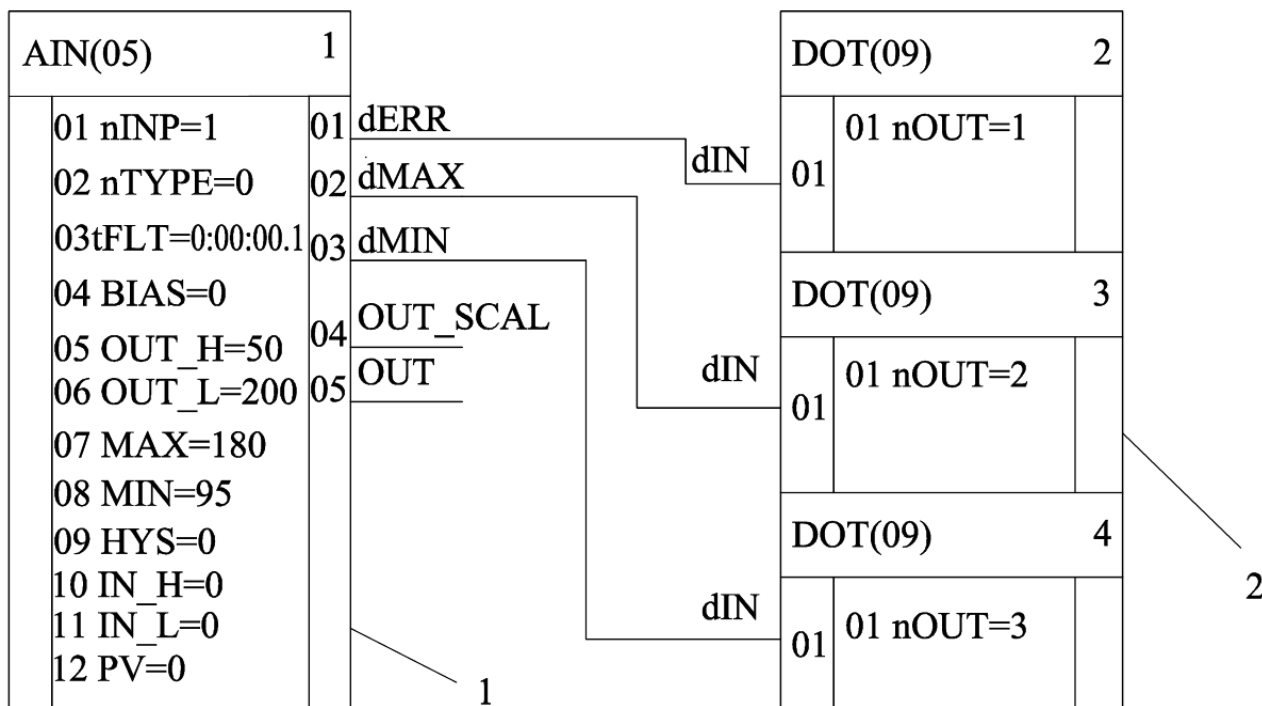 AIN(05) 1
01 nINP=1
02 nTYPE=0
03tFLT=0:00:00.1
04 BIAS=0
05 OUT_H=50
06 OUT_L=200
07 MAX=180
08 MIN=95
09 HYS=0
10 IN_H=0
11 IN_L=0
12 PV=0
01 dERR
02 dMAX
03 dMIN
04 OUT_SCAL
05 OUT
1
DOT(09) 2
dIN 01
01 nOUT=1
DOT(09) 3
dIN 01
01 nOUT=2
DOT(09) 4
dIN 01
01 nOUT=3
2